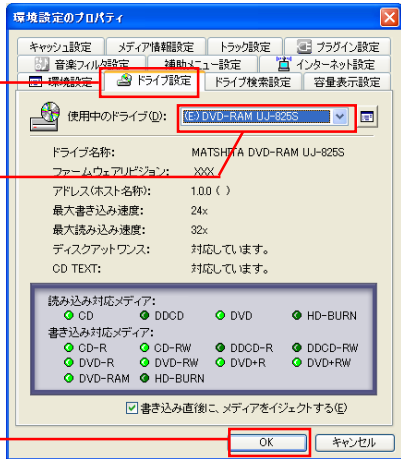 環境設定のプロパティ
キャッシュ設定 メディア情報設定 トラック設定 プラグイン設定
音楽フィルタ設定 補助メニュー設定 インターネット設定
環境設定 ドライブ設定 ドライブ検索設定 容量表示設定
使用中のドライブ(D): (E:)DVD-RAM UJ-825S
ドライブ名称: MATSHITA DVD-RAM UJ-825S
ファームウェアリビジョン: XXX
アドレス(ホスト名称): 1.0.0 ( )
最大書き込み速度: 24x
最大読み込み速度: 32x
ディスクアットワンス: 対応しています。
CD TEXT: 対応しています。
読み込み対応メディア:
CD DDCD DVD HD-BURN
書き込み対応メディア:
CD-R CD-RW DDCD-R DDCD-RW
DVD-R DVD-RW DVD+R DVD+RW
DVD-RAM HD-BURN
書き込み直後に、メディアをイジェクトする(E)
OK キャンセル